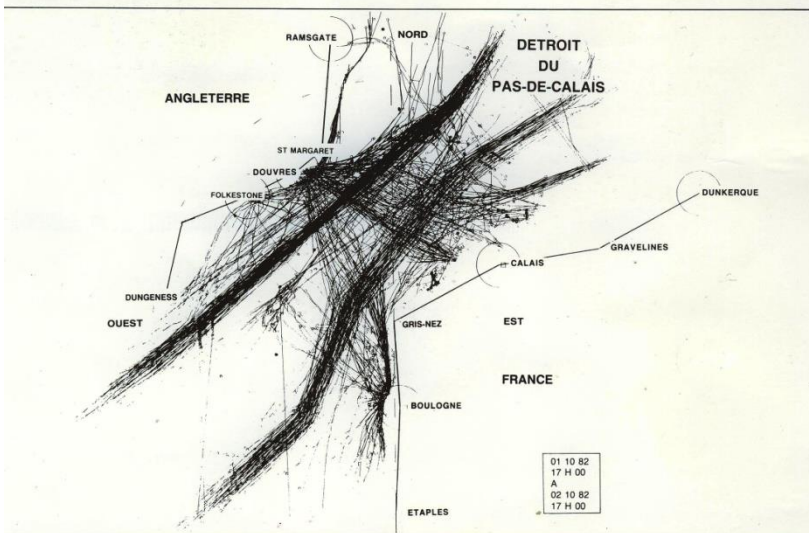 RAMSGATE
NORD
DETROIT
DU
PAS-DE-CALAIS
ANGLETERRE
ST MARGARET
DOUVRES
FOLKESTONE
DUNKERQUE
GRAVELINES
CALAIS
DUNGENESS
OUEST
GRIS-NEZ
EST
FRANCE
BOULOGNE
01 10 82
17 H 00
A
02 10 82
17 H 00
ETAPLES